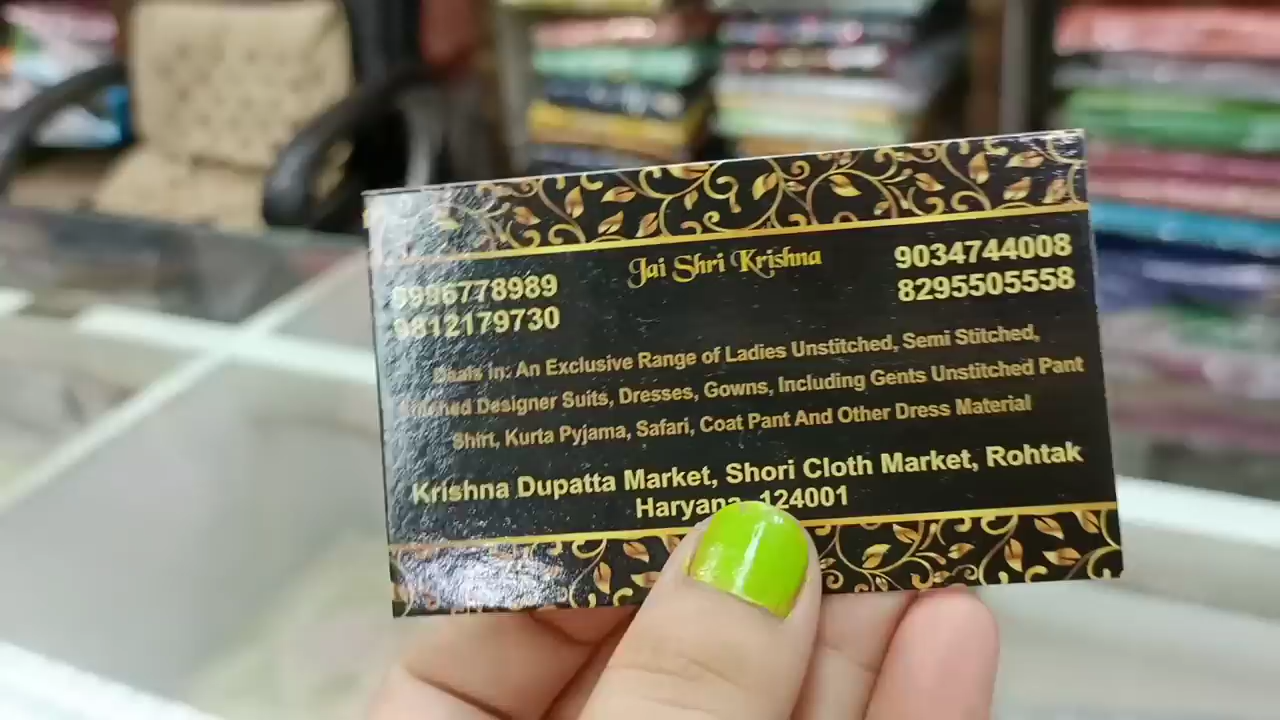 Jai Shri Krishna
9812179730
9034744008
8295505558
Deals in: An Exclusive Range of Ladies Unstitched, Semi Stitched,
Designer Suits, Dresses, Gowns, Including Gents Unstitched Pant
Shirt, Kurta Pyjama, Safari, Coat Pant And Other Dress Material
Krishna Dupatta Market, Shori Cloth Market, Rohtak
Haryana 124001